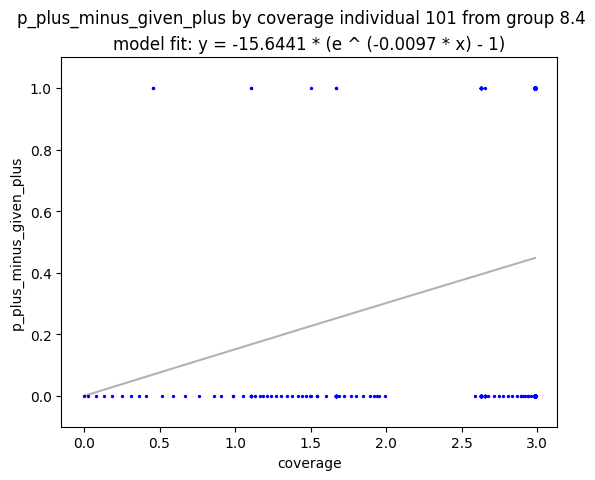 p_plus_minus_given_plus by coverage individual 101 from group 8.4
model fit: y = -15.6441 * (e ^ (-0.0097 * x) - 1)
p_plus_minus_given_plus
1.0
0.8
0.6
0.4
0.2
0.0
0.0 0.5 1.0 1.5 2.0 2.5 3.0
coverage